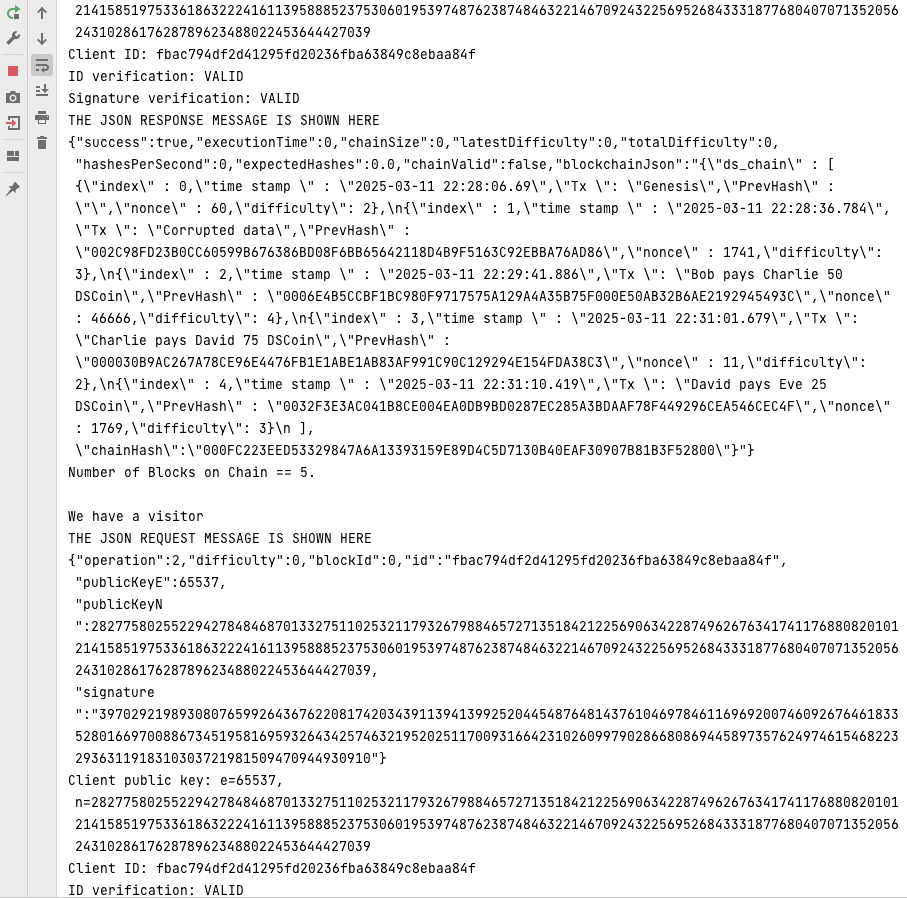 2141585197533618632224161139588852375306019539748762387484632214670924322569526843331877680407071352056
243102861762878962348802245364​4427039
Client ID: fbac794df2d41295fd20236fba63849c8ebaa84f
ID verification: VALID
Signature verification: VALID
THE JSON RESPONSE MESSAGE IS SHOWN HERE
{"success":true,"executionTime":0,"chainSize":0,"latestDifficulty":0,"totalDifficulty":0,
"hashesPerSecond":0,"expectedHashes":0.0,"chainValid":false,"blockchainJson":"{\"ds_chain\" : [
{\"index\" : 0,\"time stamp \" : \"2025-03-11 22:28:06.69\",\"Tx \": \"Genesis\",\"PrevHash\" :
\"\",\"nonce\" : 60,\"difficulty\": 2},\n{\"index\" : 1,\"time stamp \" : \"2025-03-11 22:28:36.784\",
\"Tx \": \"Corrupted data\",\"PrevHash\" :
\"002C98FD23B0CC60599B676386BD08F6BB65642118D4B9F5163C92EBBA76AD86\",\"nonce\" : 1741,\"difficulty\":
3},\n{\"index\" : 2,\"time stamp \" : \"2025-03-11 22:29:41.886\",\"Tx \": \"Bob pays Charlie 50
DSCoin\",\"PrevHash\" : \"0006E4B5CCBF1BC980F9717575A129A4A35B75F000E50AB32B6AE2192945493C\",\"nonce\"
: 46666,\"difficulty\": 4},\n{\"index\" : 3,\"time stamp \" : \"2025-03-11 22:31:01.679\",\"Tx \":
\"Charlie pays David 75 DSCoin\",\"PrevHash\" :
\"000030B9AC267A78CE96E4476FB1E1ABE1AB83AF991C90C129294E154FDA38C3\",\"nonce\" : 11,\"difficulty\":
2},\n{\"index\" : 4,\"time stamp \" : \"2025-03-11 22:31:10.419\",\"Tx \": \"David pays Eve 25
DSCoin\",\"PrevHash\" : \"0032F3E3AC041B8CE004EA0DB9BD0287EC285A3BDAAF78F449296CEA546CEC4F\",\"nonce\"
: 1769,\"difficulty\": 3}\n ],
\"chainHash\":\"000FC223EED53329847A6A13393159E89D4C5D7130B40EAF30907B81B3F52800\"}"}
Number of Blocks on Chain == 5.
We have a visitor
THE JSON REQUEST MESSAGE IS SHOWN HERE
{"operation":2,"difficulty":0,"blockId":0,"id":"fbac794df2d41295fd20236fba63849c8ebaa84f",
"publicKeyE":65537,
"publicKeyN
":2827758025522942784846870133275110253211793267988465727135184212256906342287496267634174117688082010​1
2141585197533618632224161139588852375306019539748762387484632214670924322569526843331877680407071352056
2431028617628789623488022453644427039,
"signature
":"397029219893080765992643676220817420343911394139925204454876481437610469784611696920074609267646183​3
5280166970088673451958169593264342574632195202511700931664231026099790286680869445897357624974615468223
2936311918310303721981509470944930910"}
Client public key: e=65537,
n=2827758025522942784846870133275110253211793267988465727135184212256906342287496267634174117688082010​1
2141585197533618632224161139588852375306019539748762387484632214670924322569526843331877680407071352056
2431028617628789623488022453644427039
Client ID: fbac794df2d41295fd20236fba63849c8ebaa84f
ID verification: VALID